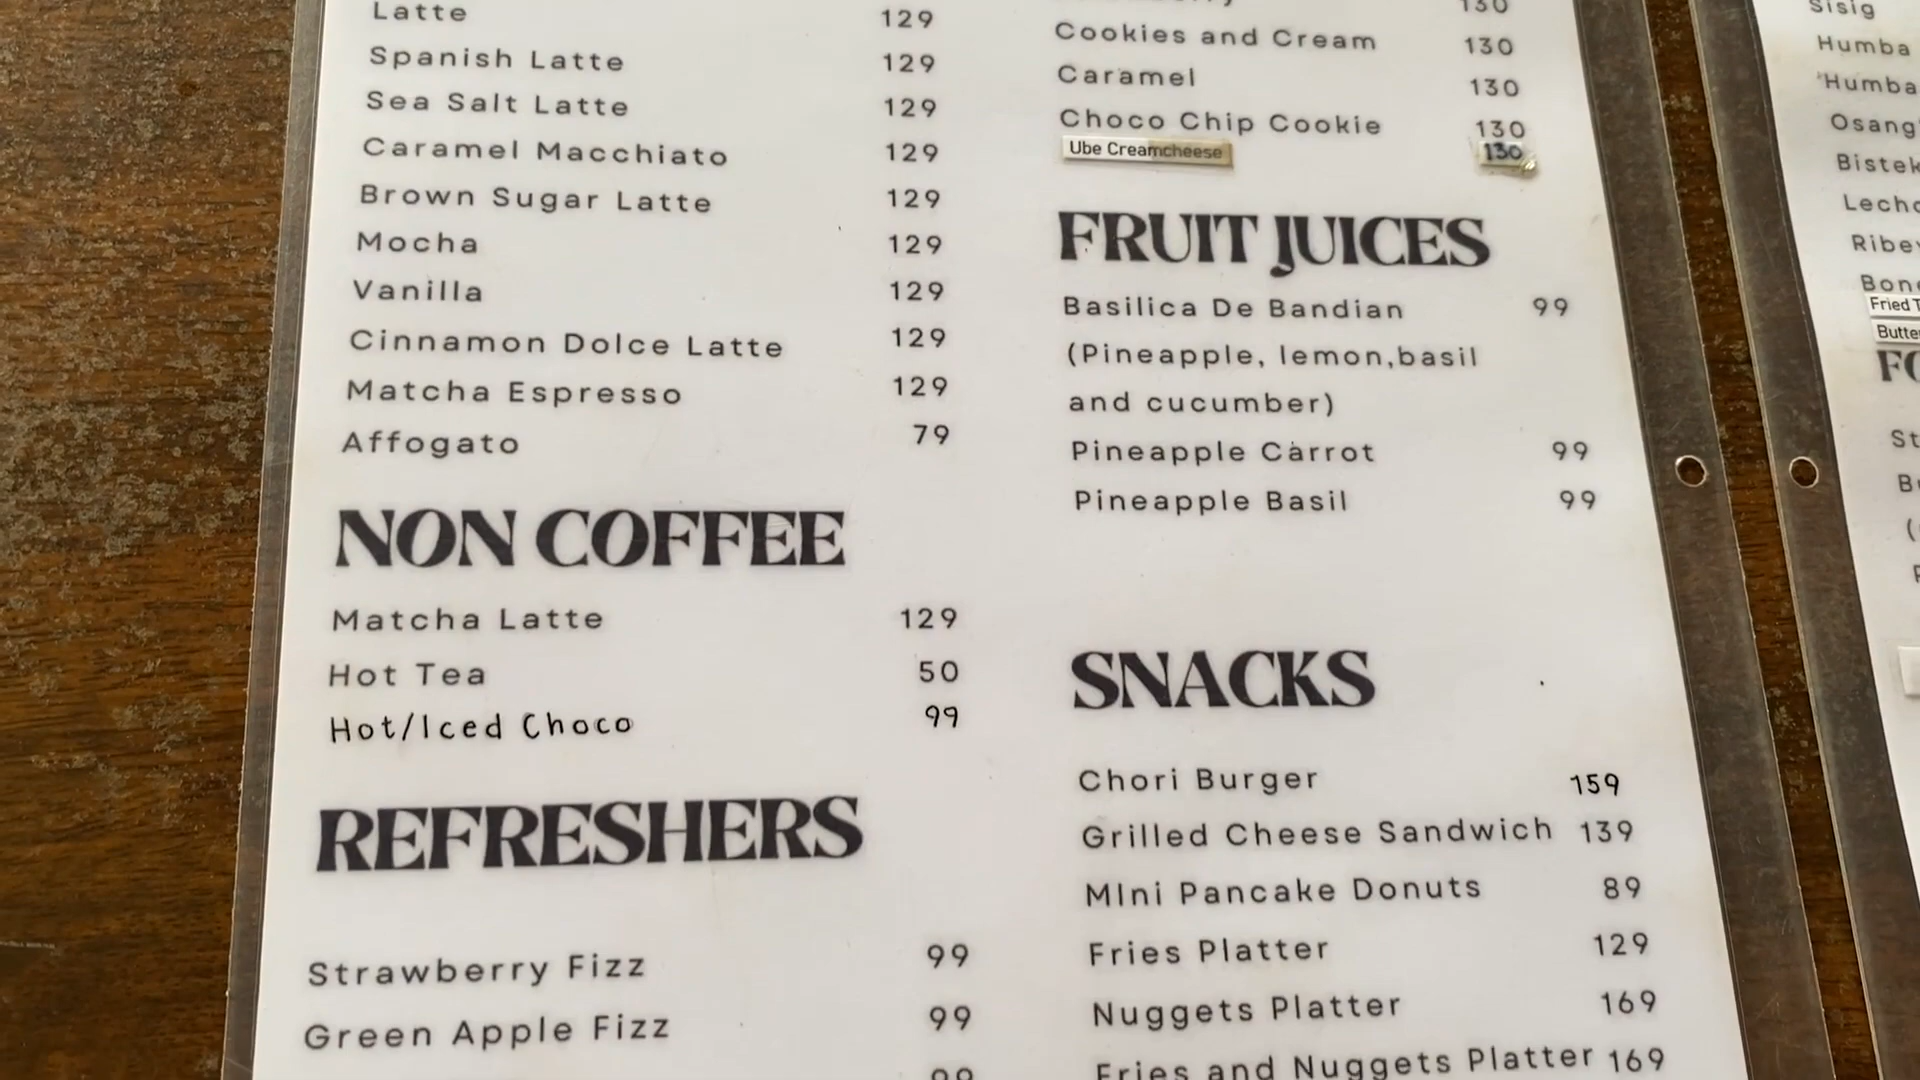 Latte 129
Spanish Latte 129
Sea Salt Latte 129
Caramel Macchiato 129
Brown Sugar Latte 129
Mocha 129
Vanilla 129
Cinnamon Dolce Latte 129
Matcha Espresso 129
Affogato 79
NON COFFEE
Matcha Latte 129
Hot Tea 50
Hot/Iced Choco 99
REFRESHERS
Strawberry Fizz 99
Green Apple Fizz 99
99
130
Cookies and Cream 130
Caramel 130
Choco Chip Cookie 130
Ube Creamcheese 130
FRUIT JUICES
Basilica De Bandian 99
(Pineapple, lemon,basil
and cucumber)
Pineapple Carrot 99
Pineapple Basil 99
SNACKS
Chori Burger 159
Grilled Cheese Sandwich 139
MIni Pancake Donuts 89
Fries Platter 129
Nuggets Platter 169
Fries and Nuggets Platter 169
Sisig
Humba
Humba
Bistek
Fried